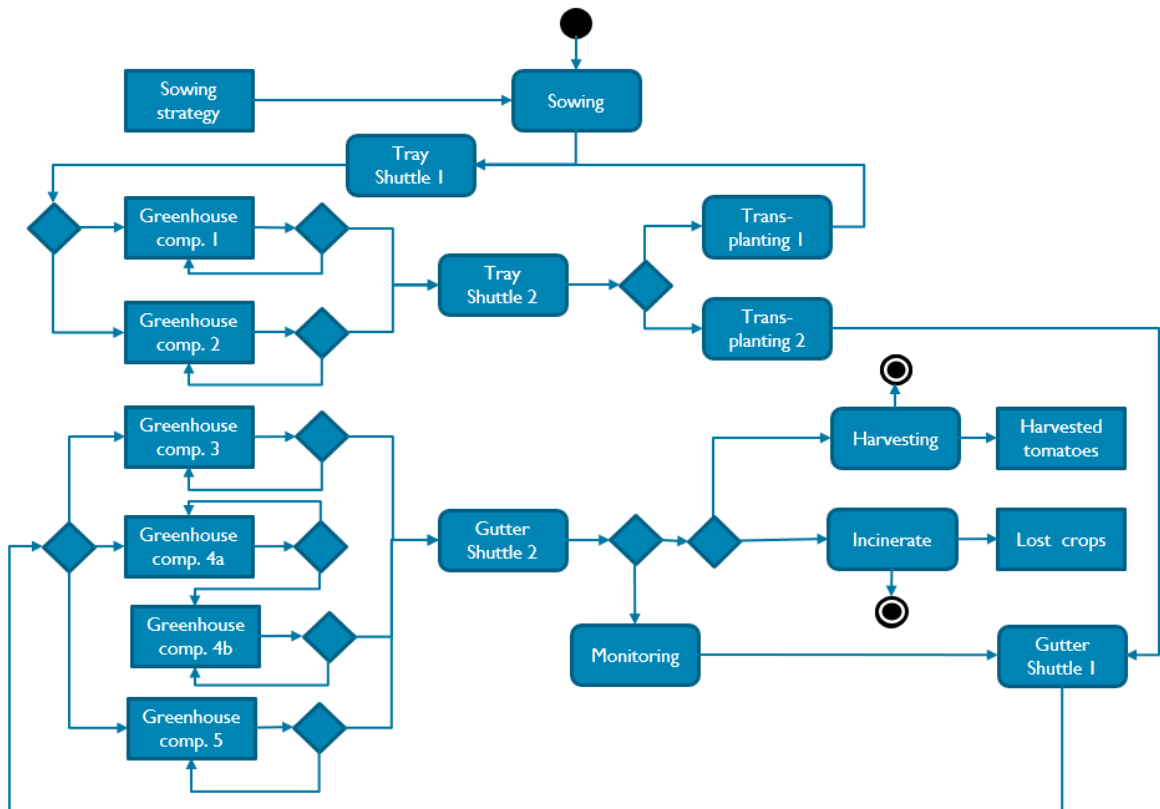 Sowing
strategy
Sowing
Tray
Shuttle 1
Greenhouse
comp. 1
Trans-
planting 1
Tray
Shuttle 2
Greenhouse
comp. 2
Trans-
planting 2
Greenhouse
comp. 3
Harvesting
Harvested
tomatoes
Greenhouse
comp. 4a
Gutter
Shuttle 2
Incinerate
Lost crops
Greenhouse
comp. 4b
Monitoring
Gutter
Shuttle 1
Greenhouse
comp. 5